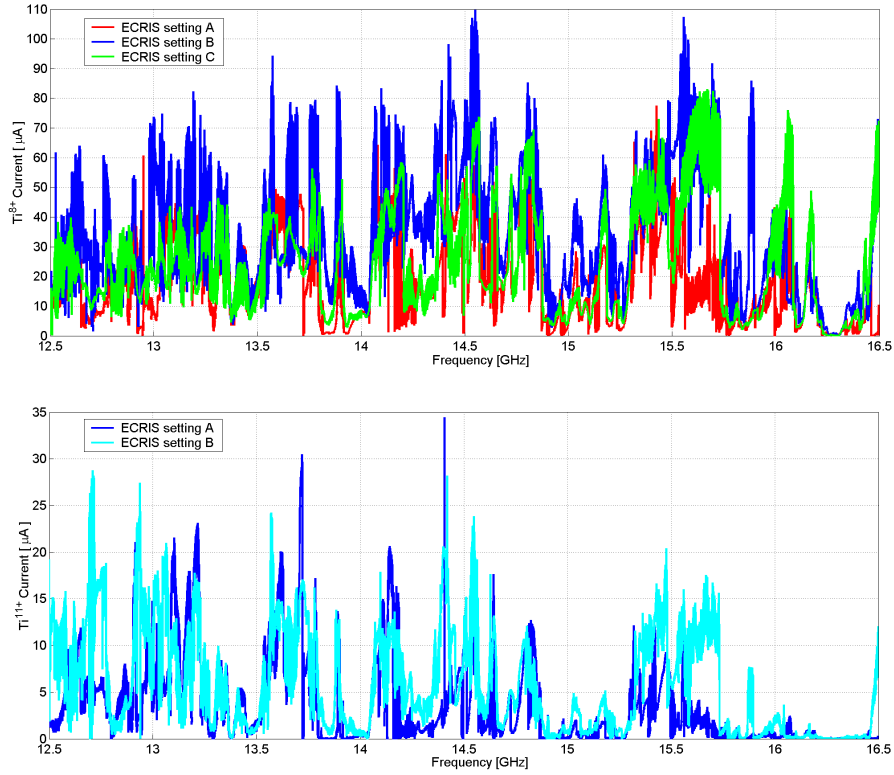 110
100
90
80
70
60
50
40
30
20
10
0
Ti8+ Current [ μA ]
ECRIS setting A
ECRIS setting B
ECRIS setting C
12.5 13 13.5 14 14.5 15 15.5 16 16.5
Frequency [GHz]
35
30
25
20
15
10
5
0
Ti11+ Current [ μA ]
ECRIS setting A
ECRIS setting B
12.5 13 13.5 14 14.5 15 15.5 16 16.5
Frequency [GHz]